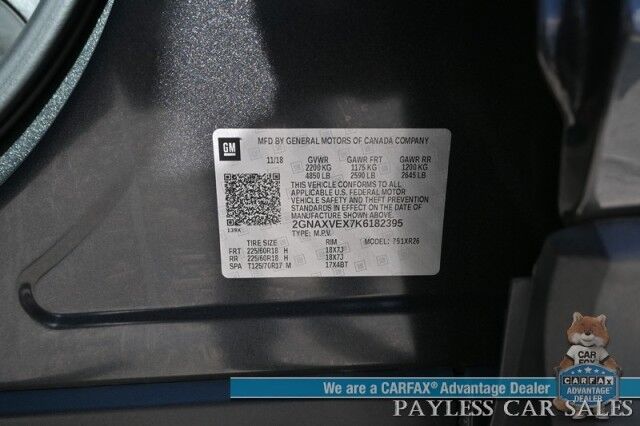 GM
MFD BY GENERAL MOTORS OF CANADA COMPANY
11/18 GVWR GAWR FRT GAWR RR
2200 KG 1175 KG 1200 KG
4850 LB 2590 LB 2645 LB
THIS VEHICLE CONFORMS TO ALL
APPLICABLE U.S. FEDERAL MOTOR
VEHICLE SAFETY AND THEFT PREVENTION
STANDARDS IN EFFECT ON THE DATE OF
MANUFACTURE SHOWN ABOVE.
2GNAXVEX7K6182395
TYPE: M.P.V. MODEL: 751XR26
139X
TIRE SIZE RIM
FRT 225/60R18 H 18X7J
RR 225/60R18 H 18X7J
SPA T125/70R17 M 17X4BT
We are a CARFAX® Advantage Dealer
PAYLESS CAR SALES
CAR
FOX
CARFAX
ADVANTAGE
DEALER